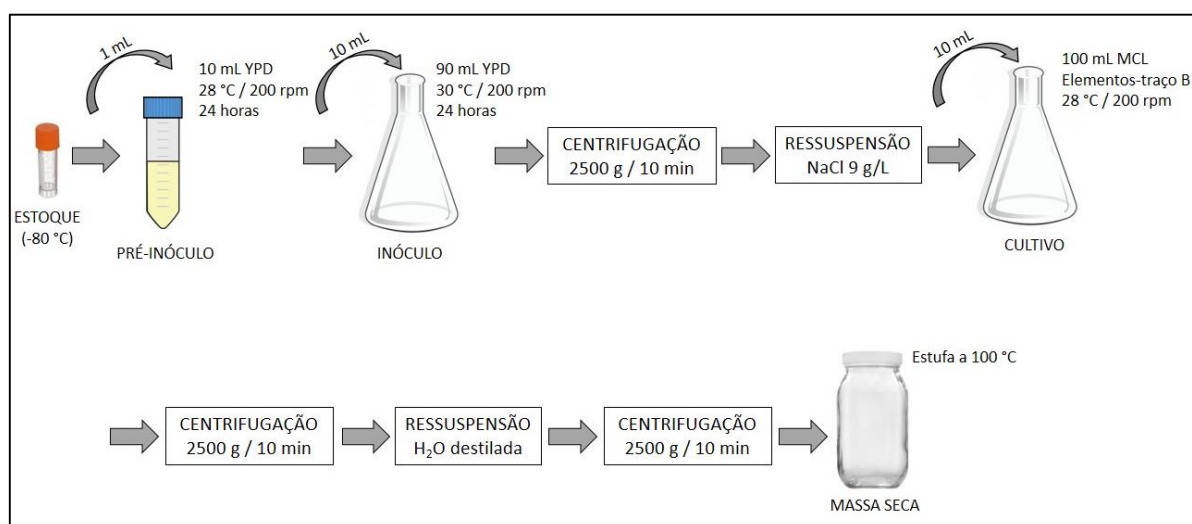 1 mL
10 mL YPD
28 °C / 200 rpm
24 horas
ESTOQUE
(-80 °C)
PRÉ-INÓCULO
10 mL
90 mL YPD
30 °C / 200 rpm
24 horas
INÓCULO
CENTRIFUGAÇÃO
2500 g / 10 min
RESSUSPENSÃO
NaCl 9 g/L
10 mL
100 mL MCL
Elementos-traço B
28 °C / 200 rpm
CULTIVO
CENTRIFUGAÇÃO
2500 g / 10 min
RESSUSPENSÃO
H₂O destilada
CENTRIFUGAÇÃO
2500 g / 10 min
Estufa a 100 °C
MASSA SECA